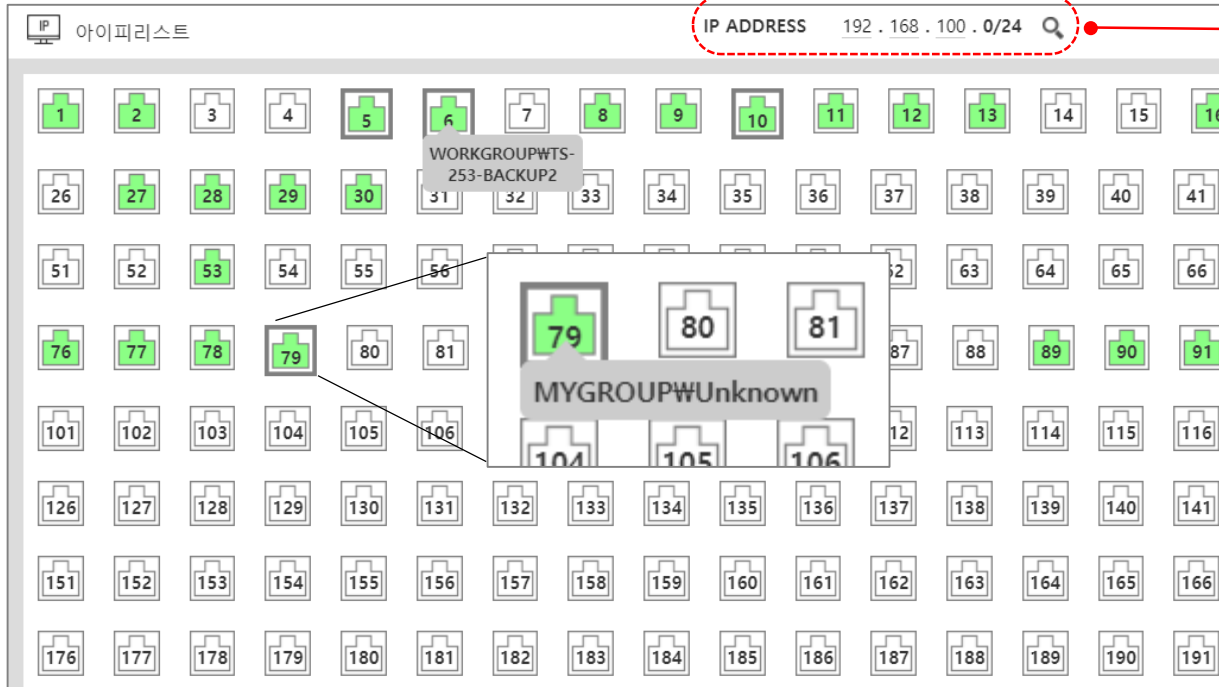 IP 아이피리스트 IP ADDRESS 192 . 168 . 100 . 0/24
1 2 3 4 5 6 7 8 9 10 11 12 13 14 15
WORKGROUP₩TS-
253-BACKUP2
26 27 28 29 30 31 32 33 34 35 36 37 38 39 40 41
51 52 53 54 55 56 63 64 65 66
76 77 78 79 80 81 87 88 89 90 91
79 80 81
MYGROUP₩Unknown
104 105 106
101 102 103 104 105 106 113 114 115 116
126 127 128 129 130 131 132 133 134 135 136 137 138 139 140 141
151 152 153 154 155 156 157 158 159 160 161 162 163 164 165 166
176 177 178 179 180 181 182 183 184 185 186 187 188 189 190 191